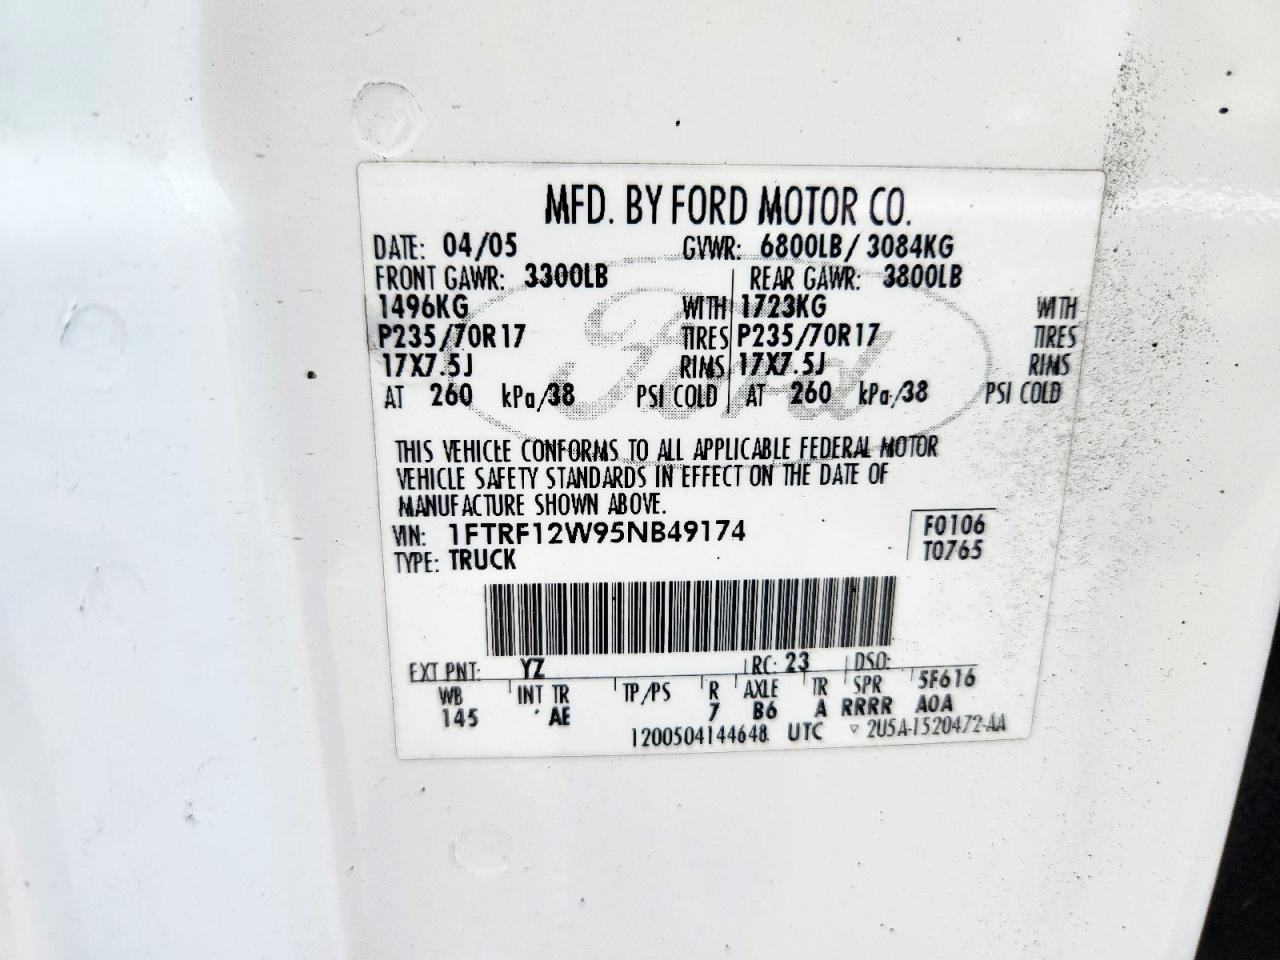 MFD. BY FORD MOTOR CO.
DATE: 04/05 GVWR: 6800LB/ 3084KG
FRONT GAWR: 3300LB REAR GAWR: 3800LB
1496KG WITH 1723KG WITH
P235/70R17 TIRES P235/70R17 TIRES
17X7.5J RIMS 17X7.5J RIMS
AT 260 kPa/38 PSI COLD AT 260 kPa/38 PSI COLD
Ford
THIS VEHICLE CONFORMS TO ALL APPLICABLE FEDERAL MOTOR
VEHICLE SAFETY STANDARDS IN EFFECT ON THE DATE OF
MANUFACTURE SHOWN ABOVE.
VIN: 1FTRF12W95NB49174 F0106
TYPE: TRUCK T0765
EXT PNT: YZ RC: 23 DSO:
WB INT TR TP/PS R AXLE TR SPR 5F616
145 AE 7 B6 A RRRR A0A
1200504144648 UTC ▽ 2U5A-1520472-AA